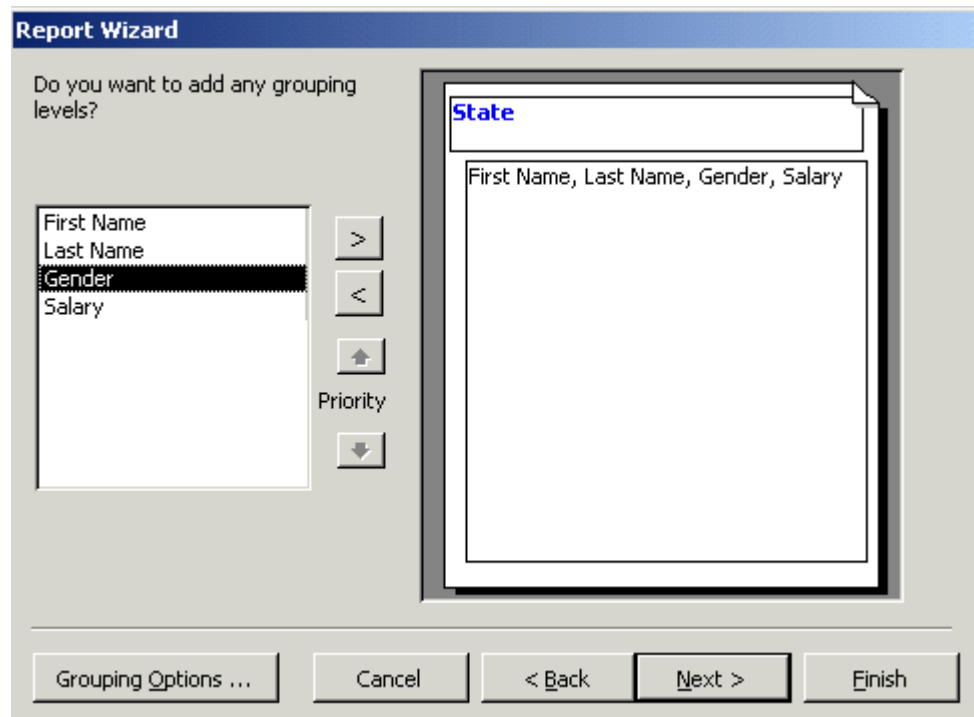 Report Wizard
Do you want to add any grouping
levels?
First Name
Last Name
Gender
Salary
>
<
Priority
State
First Name, Last Name, Gender, Salary
Grouping Options ...
Cancel
< Back
Next >
Finish